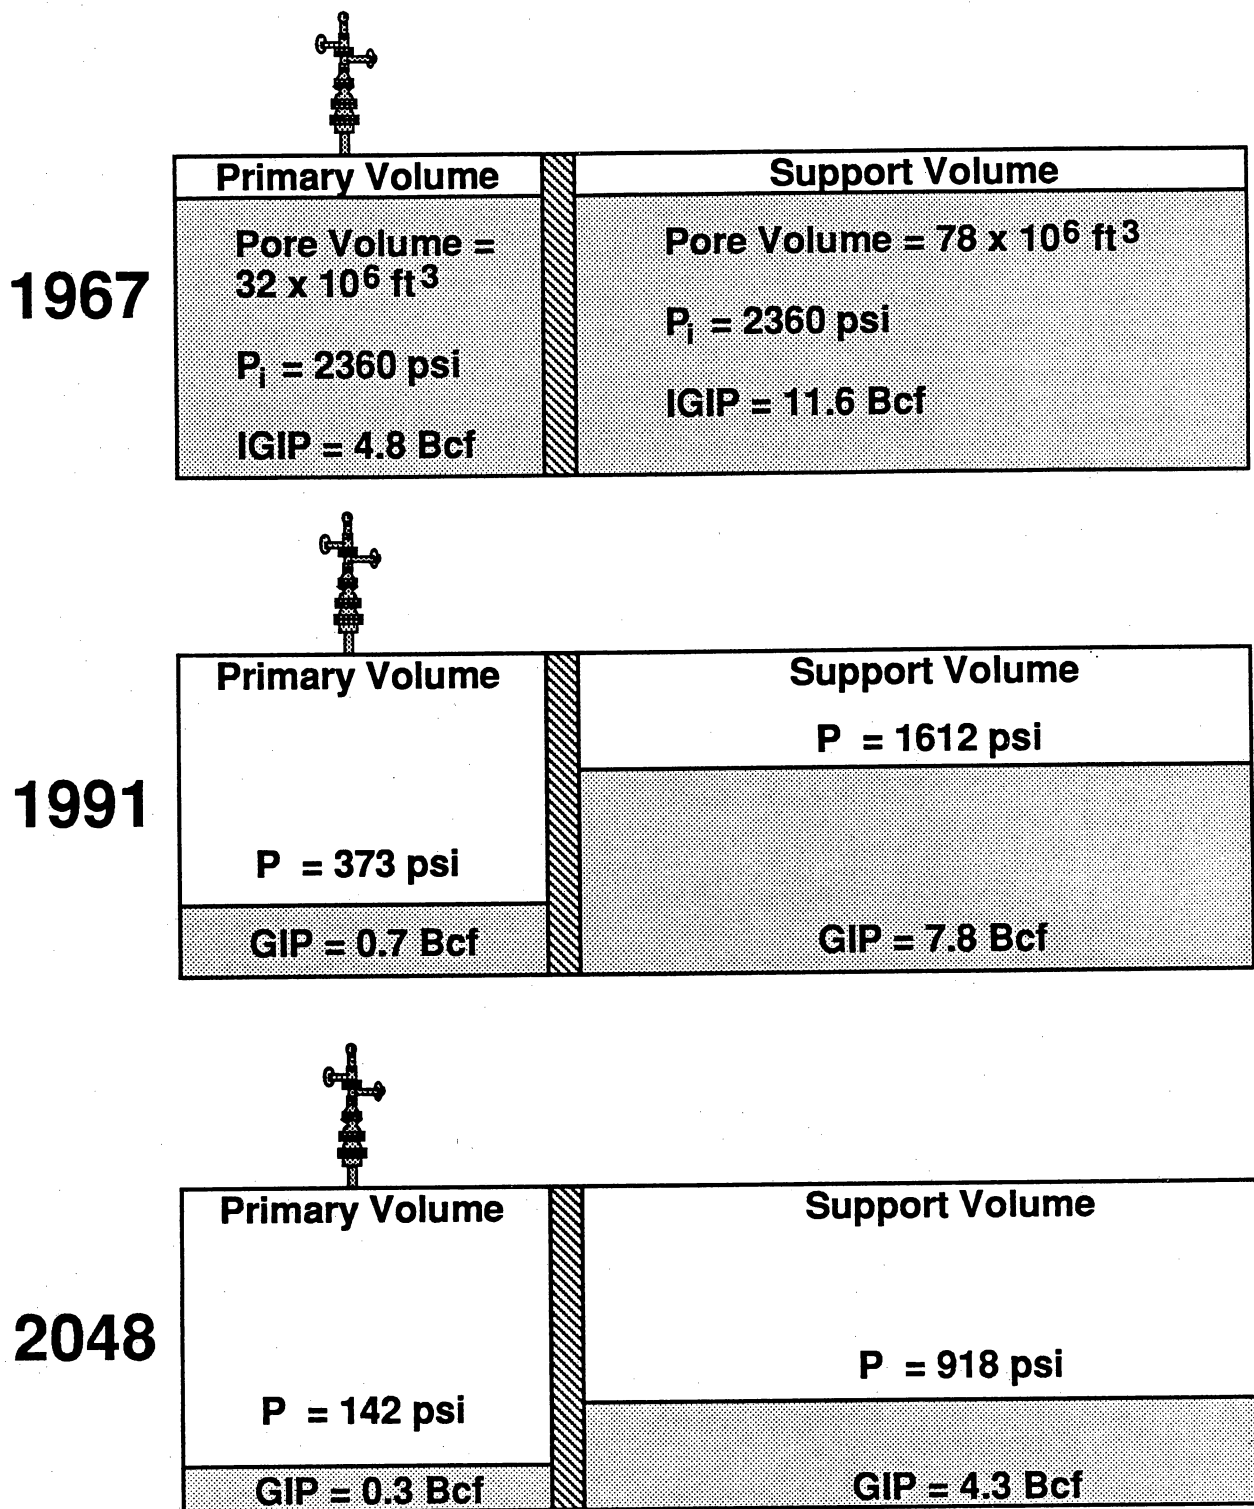 1967
Primary Volume
Pore Volume =
32 x 10⁶ ft³
Pᵢ = 2360 psi
IGIP = 4.8 Bcf
Support Volume
Pore Volume = 78 x 10⁶ ft³
Pᵢ = 2360 psi
IGIP = 11.6 Bcf
1991
Primary Volume
P = 373 psi
GIP = 0.7 Bcf
Support Volume
P = 1612 psi
GIP = 7.8 Bcf
2048
Primary Volume
P = 142 psi
GIP = 0.3 Bcf
Support Volume
P = 918 psi
GIP = 4.3 Bcf